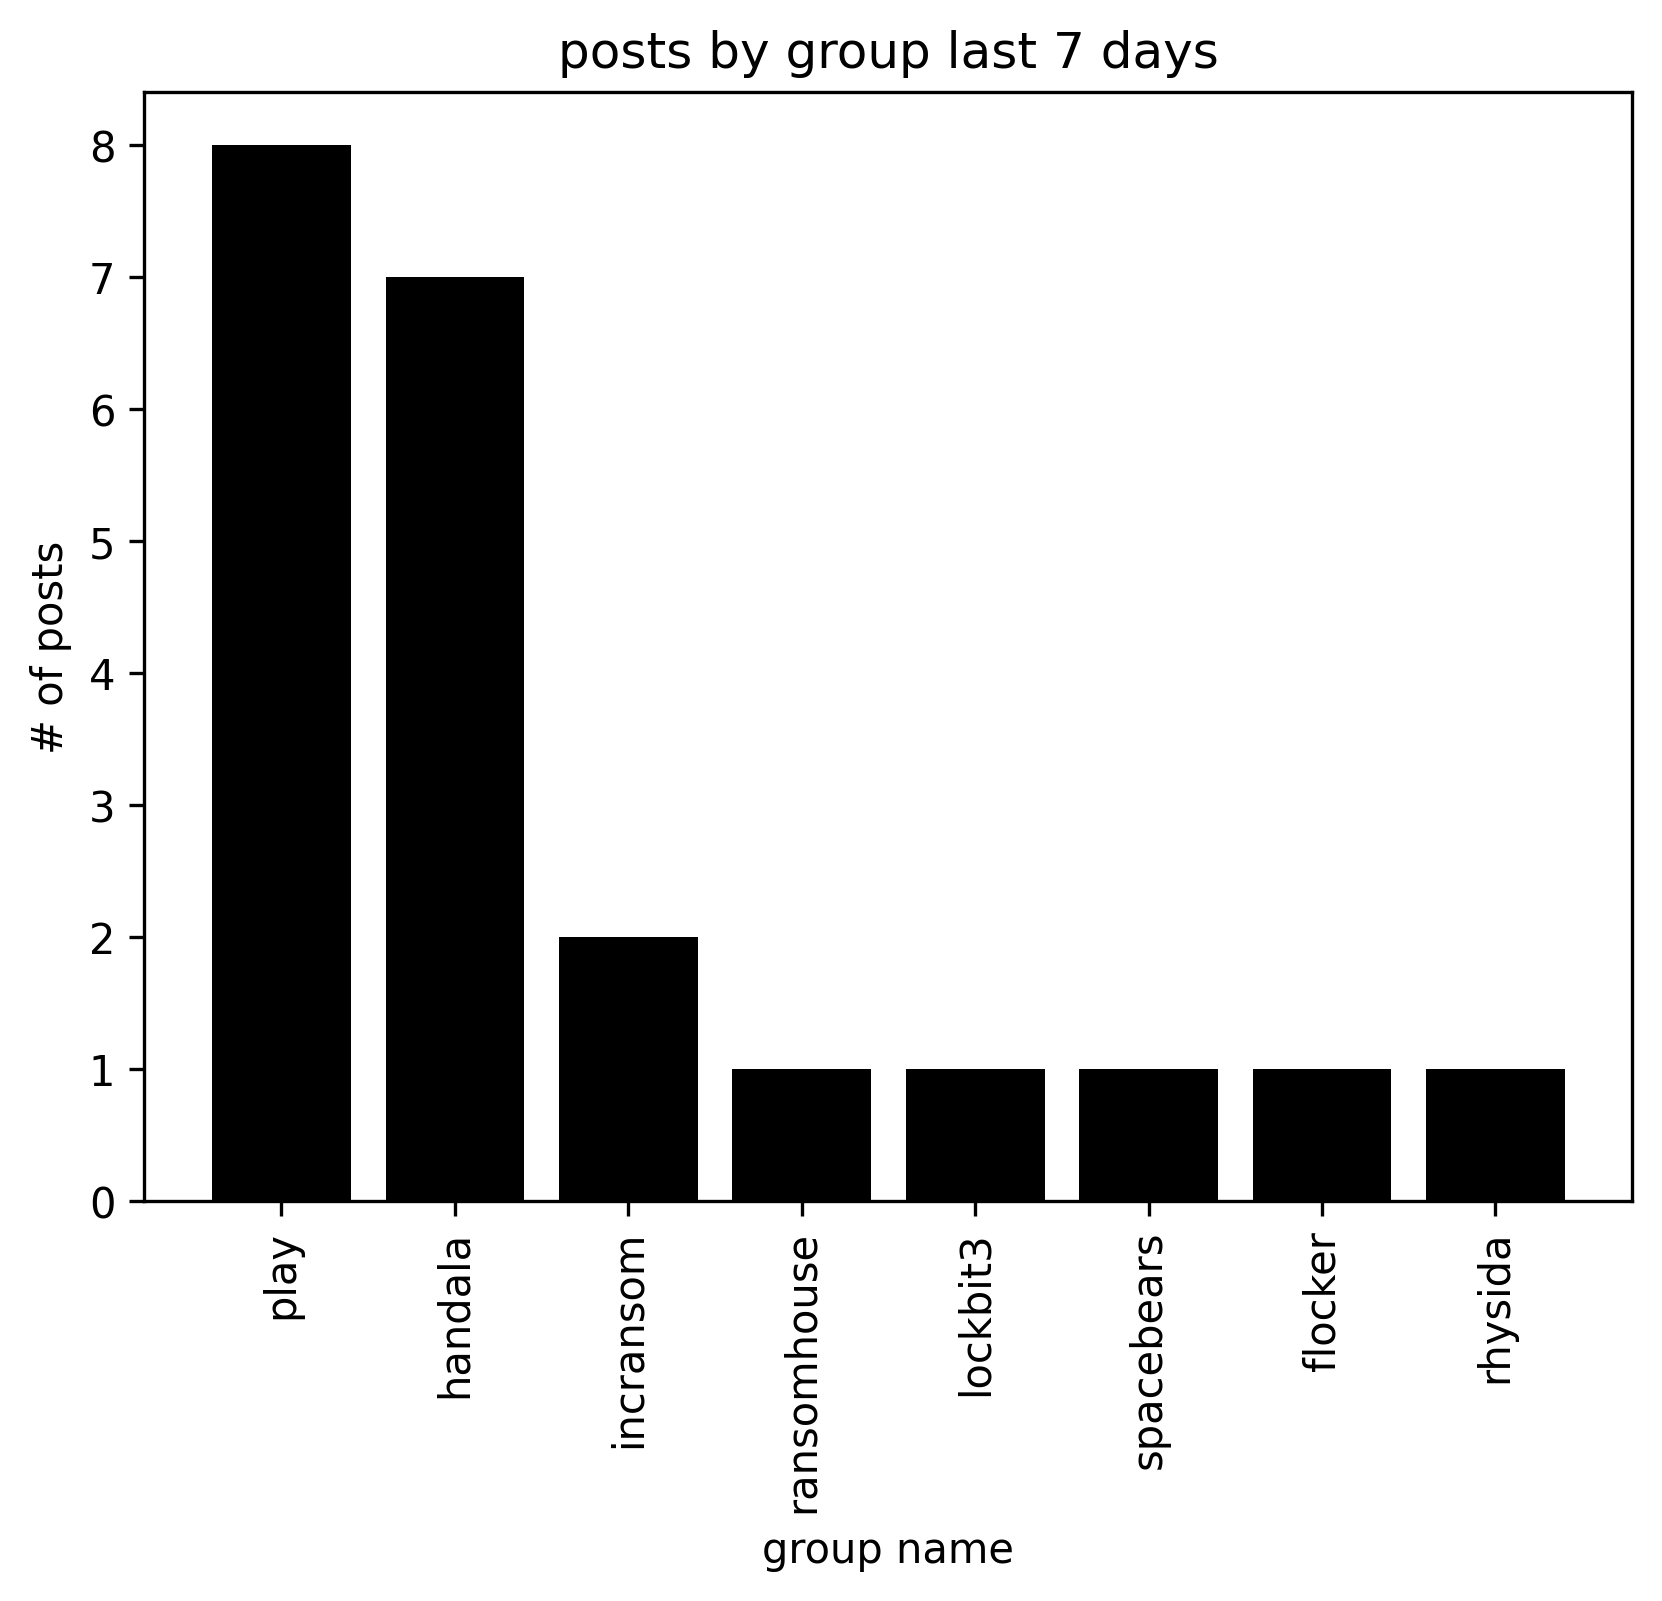 posts by group last 7 days
# of posts
8
7
6
5
4
3
2
1
0
play
handala
incransom
ransomhouse
lockbit3
spacebears
flocker
rhysida
group name